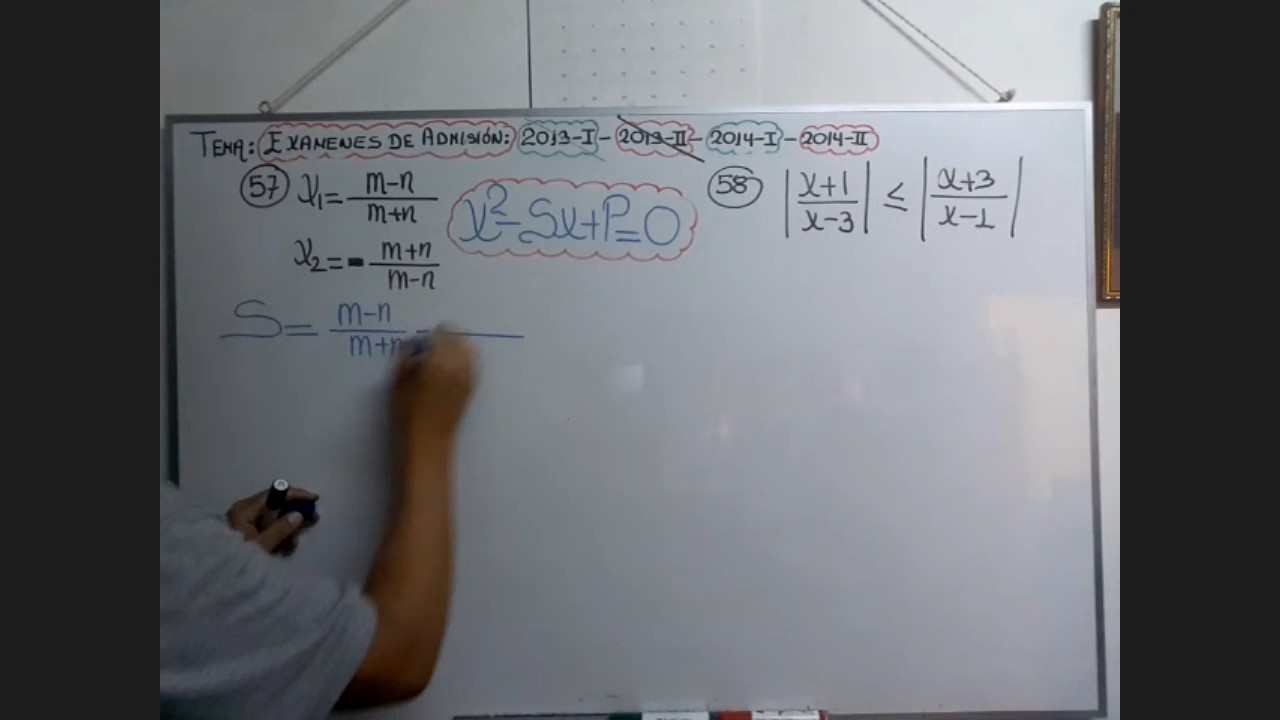 TEMA: EXAMENES DE ADMISIÓN: 2013-I - 2013-II - 2014-I - 2014-II
57 x₁ = (m-n)/(m+n)
x₂ = - (m+n)/(m-n)
x² - Sx + P = 0
S = (m-n)/(m+n) -
58 |(x+1)/(x-3)| ≤ |(x+3)/(x-1)|